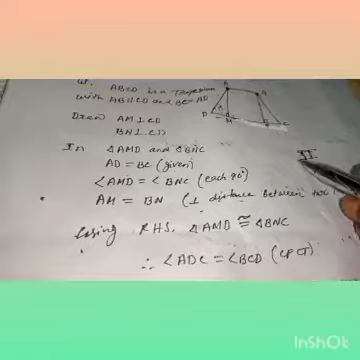 ABCD is a Trapezium
with AB||CD and BC=AD
Draw AM⊥CD
BN⊥CD
In △AMD and △BNC
AD = BC (given)
∠AMD = ∠BNC (each 90°)
AM = BN (⊥ distance between two
Using RHS. △AMD ≅ △BNC
∴ ∠ADC = ∠BCD (CPCT)
D
M
C
InShOt